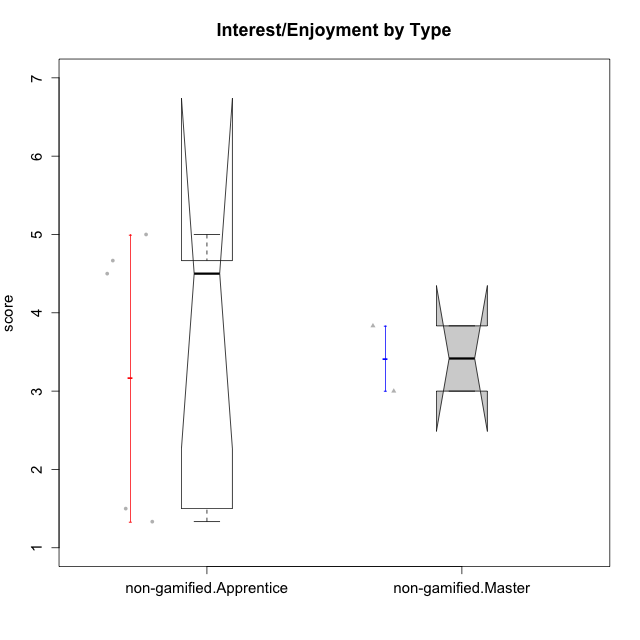 Interest/Enjoyment by Type
7
6
5
4
3
2
1
score
non-gamified.Apprentice
non-gamified.Master